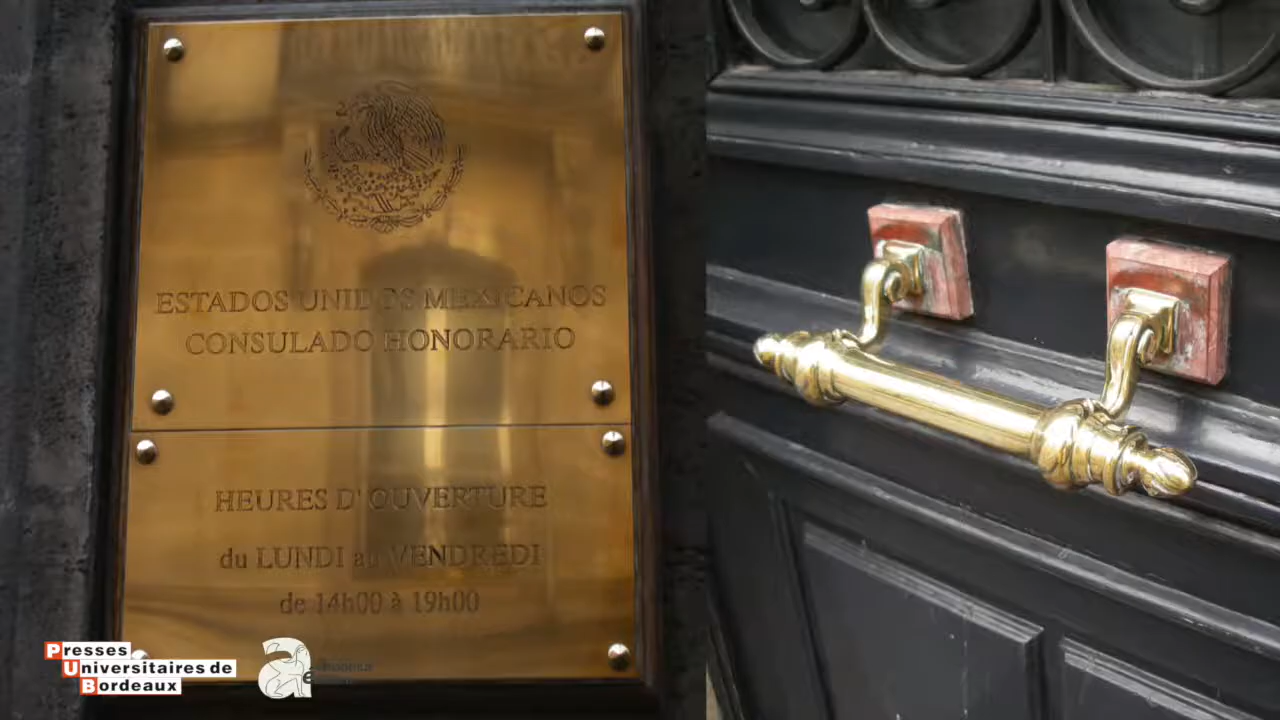 ESTADOS UNIDOS MEXICANOS
CONSULADO HONORARIO
HEURES D'OUVERTURE
du LUNDI au VENDREDI
de 14h00 à 19h00
Presses
Universitaires de
Bordeaux